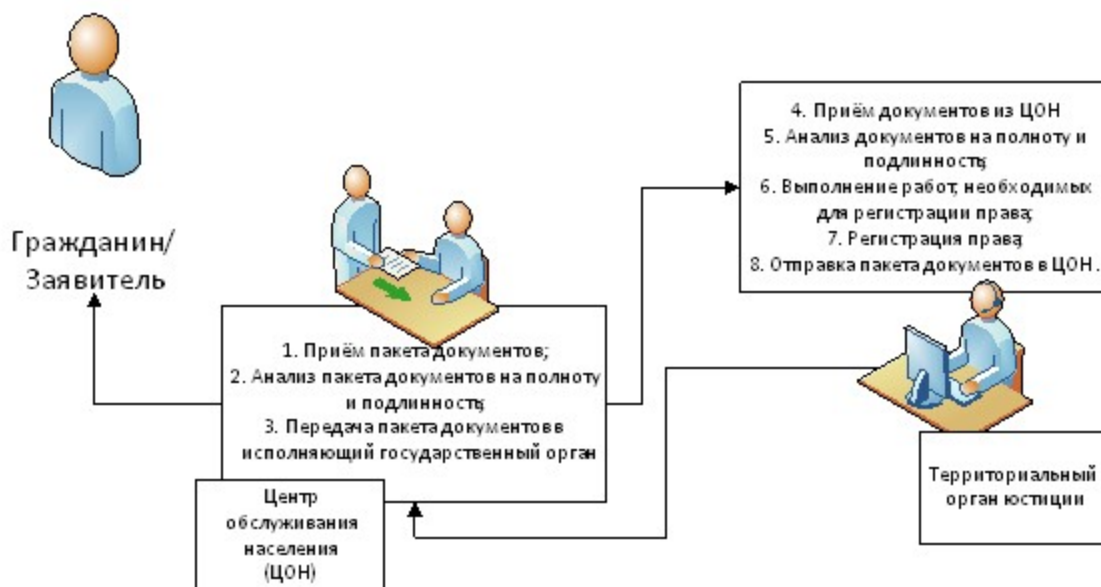 Гражданин/
Заявитель
1. Приём пакета документов;
2. Анализ пакета документов на полноту
и подлинность;
3. Передача пакета документов в
исполняющий государственный орган
Центр
обслуживания
населения
(ЦОН)
4. Приём документов из ЦОН
5. Анализ документов на полноту и
подлинность;
6. Выполнение работ, необходимых
для регистрации права;
7. Регистрация права;
8. Отправка пакета документов в ЦОН.
Территориальный
орган юстиции